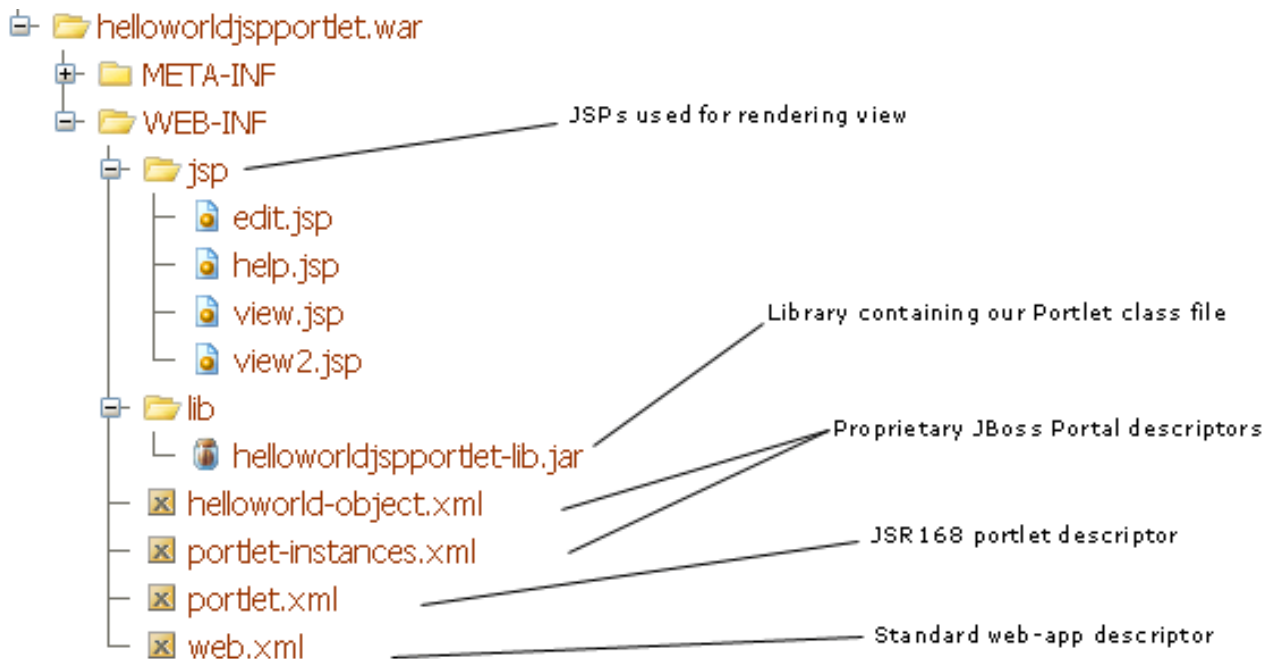 helloworldjspportlet.war
META-INF
WEB-INF
JSPs used for rendering view
jsp
edit.jsp
help.jsp
view.jsp
Library containing our Portlet class file
view2.jsp
lib
Proprietary JBoss Portal descriptors
helloworldjspportlet-lib.jar
helloworld-object.xml
JSR168 portlet descriptor
portlet-instances.xml
portlet.xml
Standard web-app descriptor
web.xml